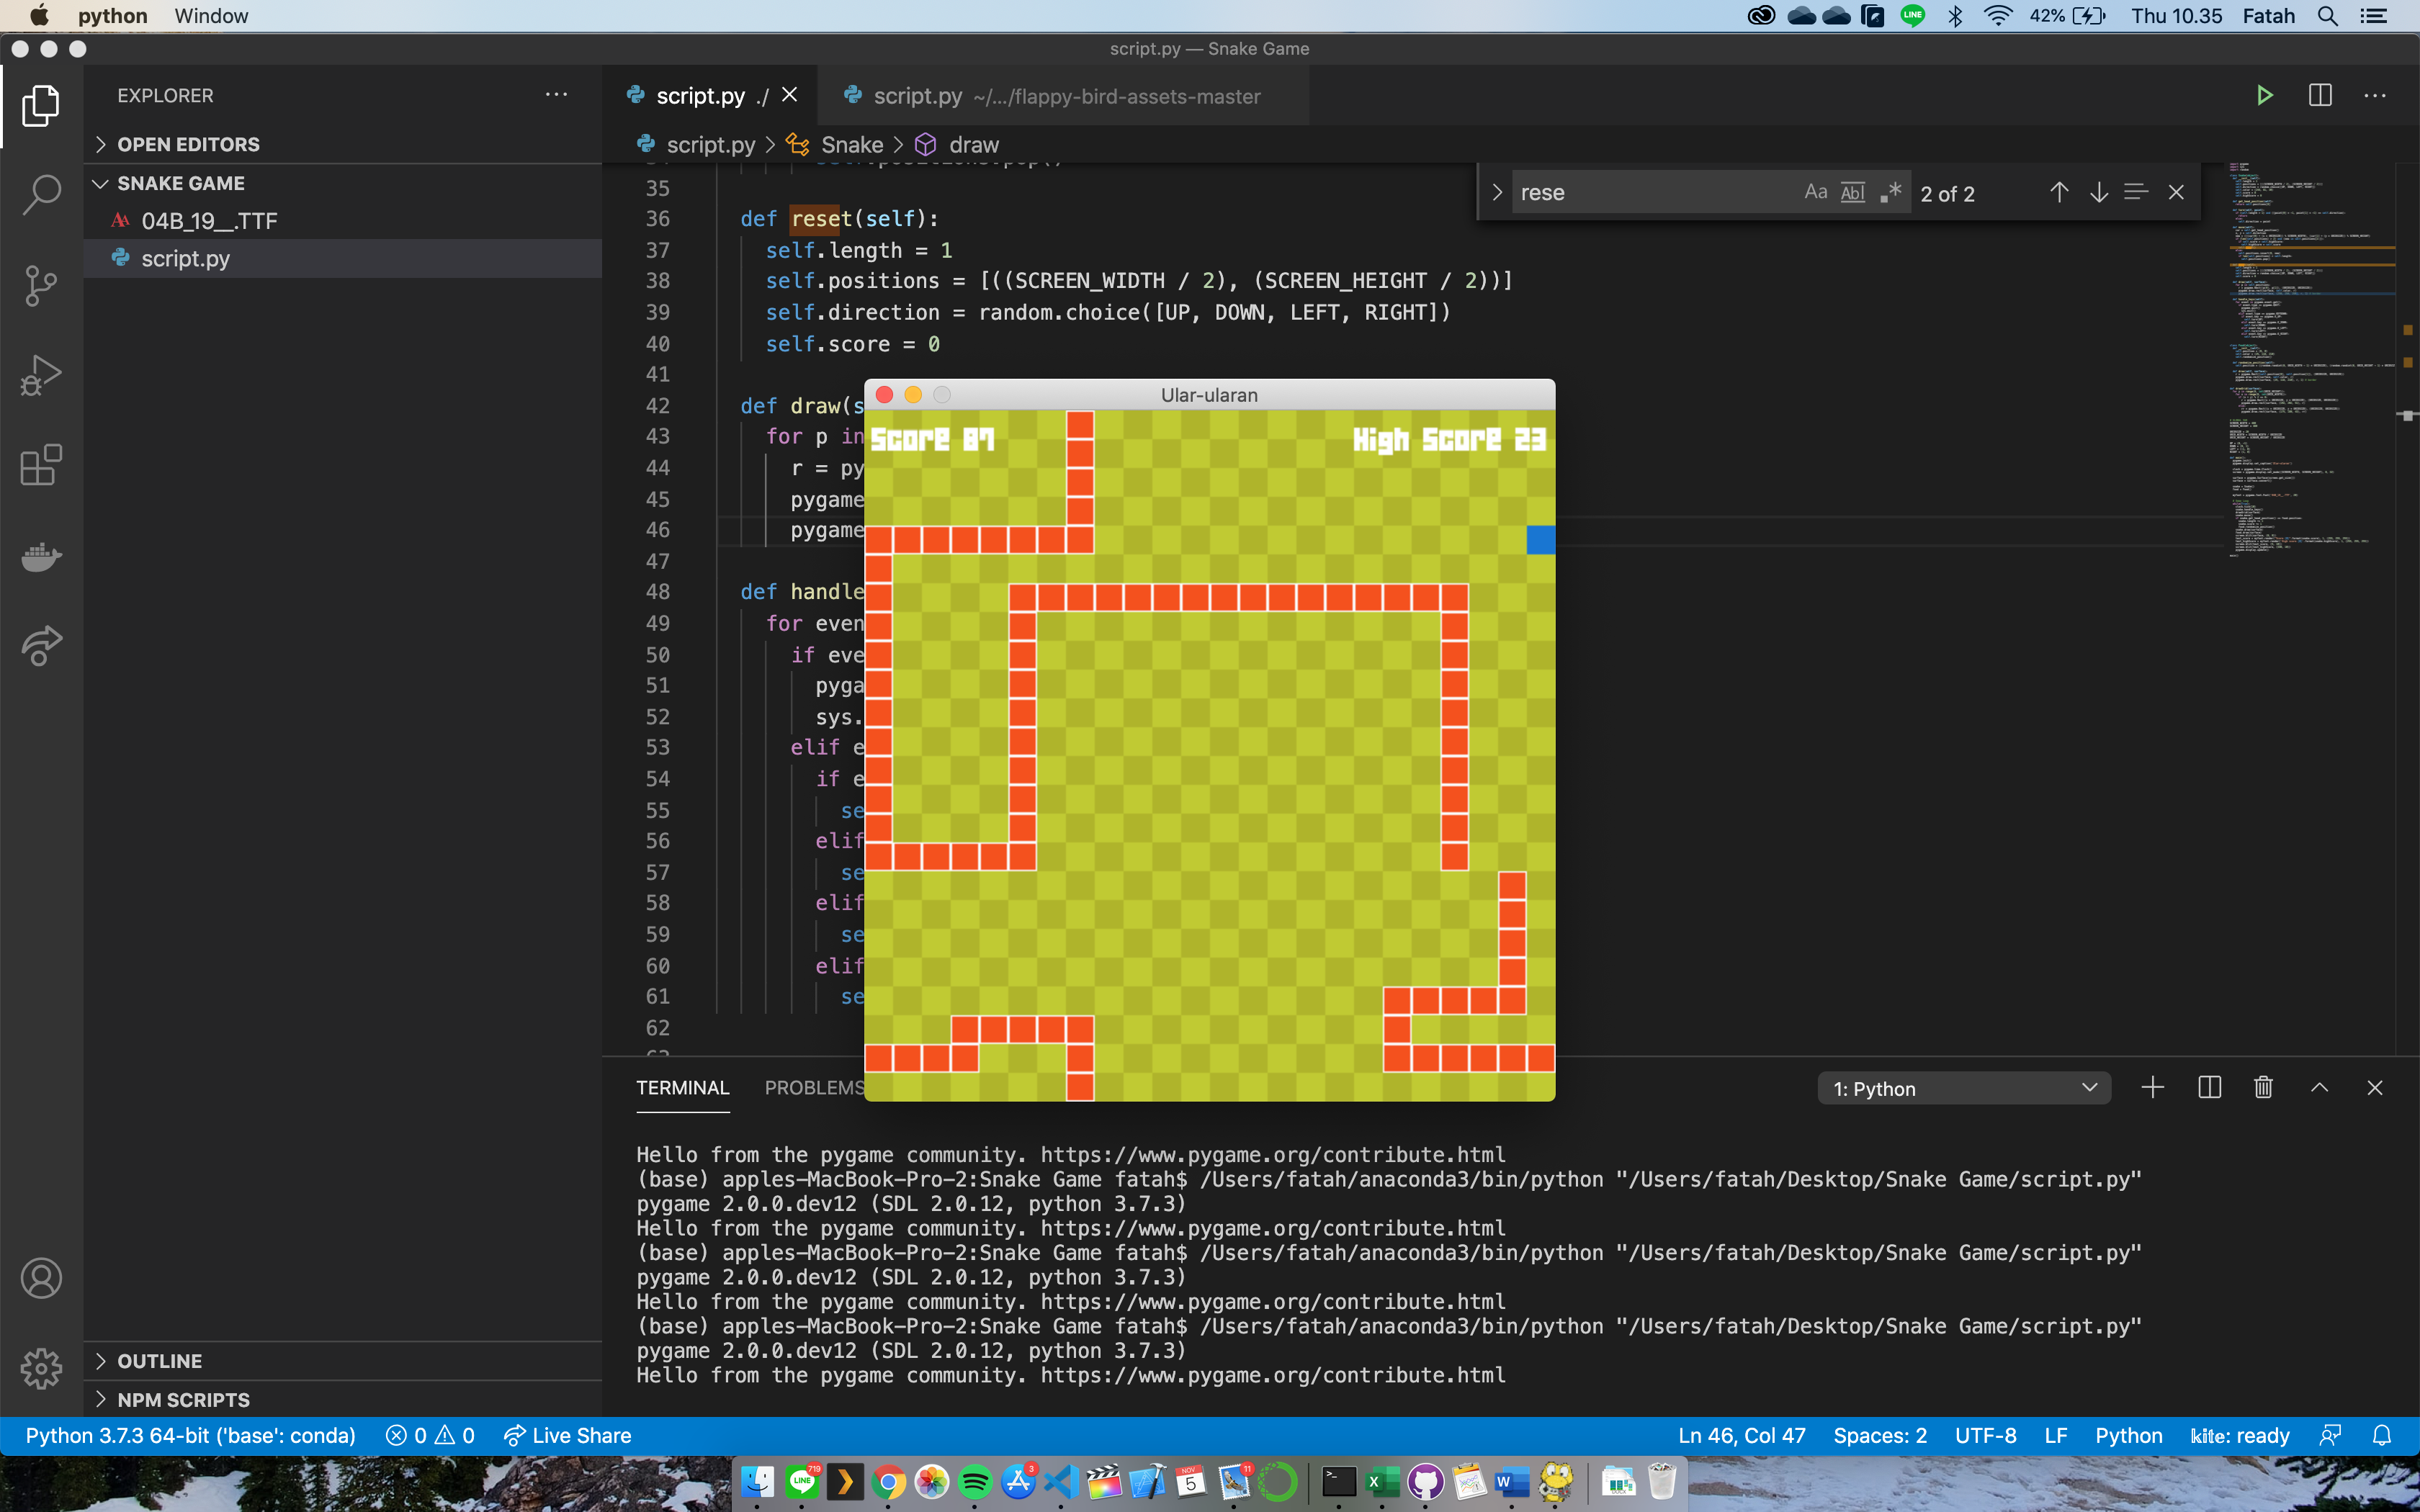 python Window
42% Thu 10.35 Fatah
script.py — Snake Game
EXPLORER
OPEN EDITORS
SNAKE GAME
04B_19__.TTF
script.py
OUTLINE
NPM SCRIPTS
script.py ./
script.py ~/.../flappy-bird-assets-master
script.py > Snake > draw
rese Aa Abl .* 2 of 2
35
36 def reset(self):
37 self.length = 1
38 self.positions = [((SCREEN_WIDTH / 2), (SCREEN_HEIGHT / 2))]
39 self.direction = random.choice([UP, DOWN, LEFT, RIGHT])
40 self.score = 0
41
42 def draw(s
43 for p in
44 r = py
45 pygame
46 pygame
47
48 def handle
49 for even
50 if eve
51 pyga
52 sys.
53 elif e
54 if e
55 se
56 elif
57 se
58 elif
59 se
60 elif
61 se
62
Ular-ularan
Score 87 High Score 23
TERMINAL PROBLEMS
1: Python
Hello from the pygame community. https://www.pygame.org/contribute.html
(base) apples-MacBook-Pro-2:Snake Game fatah$ /Users/fatah/anaconda3/bin/python "/Users/fatah/Desktop/Snake Game/script.py"
pygame 2.0.0.dev12 (SDL 2.0.12, python 3.7.3)
Hello from the pygame community. https://www.pygame.org/contribute.html
(base) apples-MacBook-Pro-2:Snake Game fatah$ /Users/fatah/anaconda3/bin/python "/Users/fatah/Desktop/Snake Game/script.py"
pygame 2.0.0.dev12 (SDL 2.0.12, python 3.7.3)
Hello from the pygame community. https://www.pygame.org/contribute.html
(base) apples-MacBook-Pro-2:Snake Game fatah$ /Users/fatah/anaconda3/bin/python "/Users/fatah/Desktop/Snake Game/script.py"
pygame 2.0.0.dev12 (SDL 2.0.12, python 3.7.3)
Hello from the pygame community. https://www.pygame.org/contribute.html
Python 3.7.3 64-bit ('base': conda) 0 0 Live Share
Ln 46, Col 47 Spaces: 2 UTF-8 LF Python kite: ready
LINE 719 3 NOV 5 11